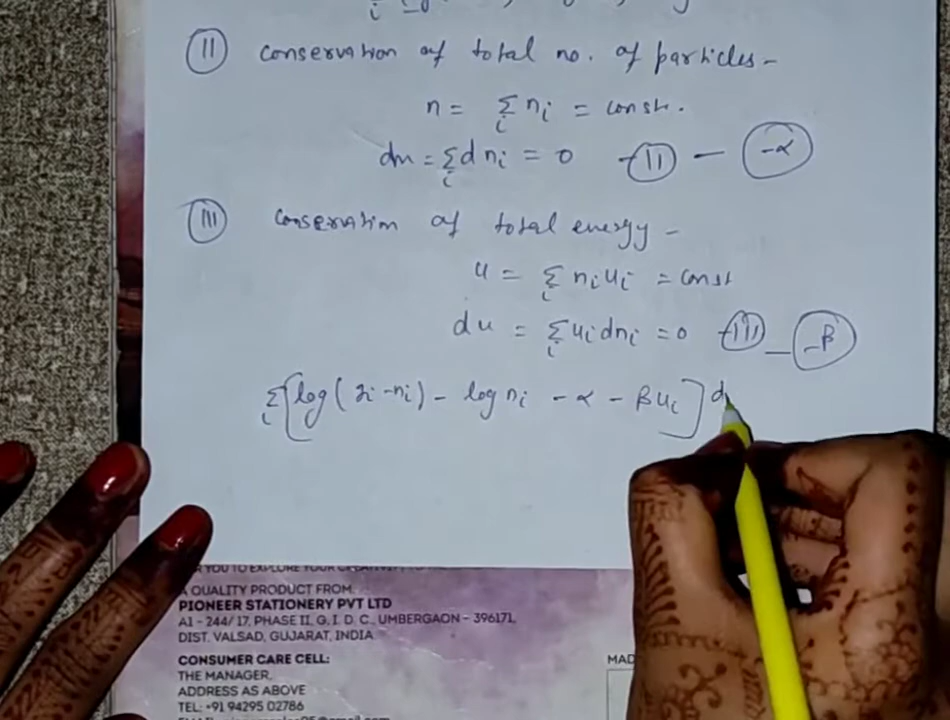 (II) conservation of total no. of particles -
n = Σ_i n_i = const.
dn = Σ_i dn_i = 0 -(II) - (-α)
(III) Conservation of total energy -
u = Σ_i n_i u_i = const
du = Σ_i u_i dn_i = 0 -(III) - (-β)
Σ_i [log(g_i - n_i) - log n_i - α - β u_i] d
A QUALITY PRODUCT FROM
PIONEER STATIONERY PVT LTD
A1 - 244/ 17, PHASE II, G. I. D. C., UMBERGAON - 396171,
DIST. VALSAD, GUJARAT, INDIA
CONSUMER CARE CELL:
THE MANAGER,
ADDRESS AS ABOVE
TEL: +91 94295 02786
MAD